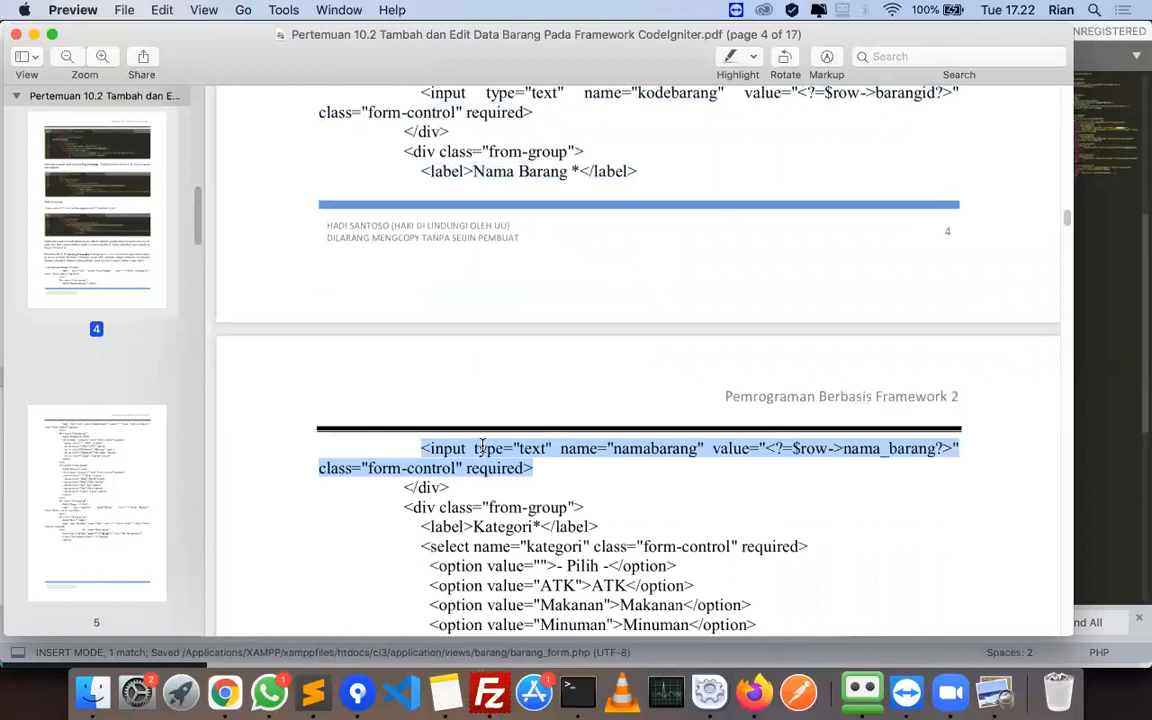 Preview File Edit View Go Tools Window Help 100% Tue 17.22 Rian
Pertemuan 10.2 Tambah dan Edit Data Barang Pada Framework CodeIgniter.pdf (page 4 of 17)
REGISTERED
Search
View Zoom Share Highlight Rotate Markup Search
Pertemuan 10.2 Tambah dan E...
4
5
<input type="text" name="kodebarang" value="<?=$row->barangid?>"
class="form-control" required>
</div>
<div class="from-group">
<label>Nama Barang *</label>
HADI SANTOSO (HAKI DI LINDUNGI OLEH UU)
DILARANG MENGCOPY TANPA SEIJIN PEMBUAT
4
Pemrograman Berbasis Framework 2
<input type="text" name="namabarang" value="<?=$row->nama_barang?>"
class="form-control" required>
</div>
<div class="from-group">
<label>Kategori*</label>
<select name="kategori" class="form-control" required>
<option value="">- Pilih -</option>
<option value="ATK">ATK</option>
<option value="Makanan">Makanan</option>
<option value="Minuman">Minuman</option>
nd All
INSERT MODE, 1 match; Saved /Applications/XAMPP/xamppfiles/htdocs/ci3/application/views/barang/barang_form.php (UTF-8) Spaces: 2 PHP
2
1
1